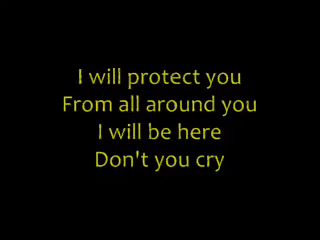 I will protect you
From all around you
I will be here
Don't you cry